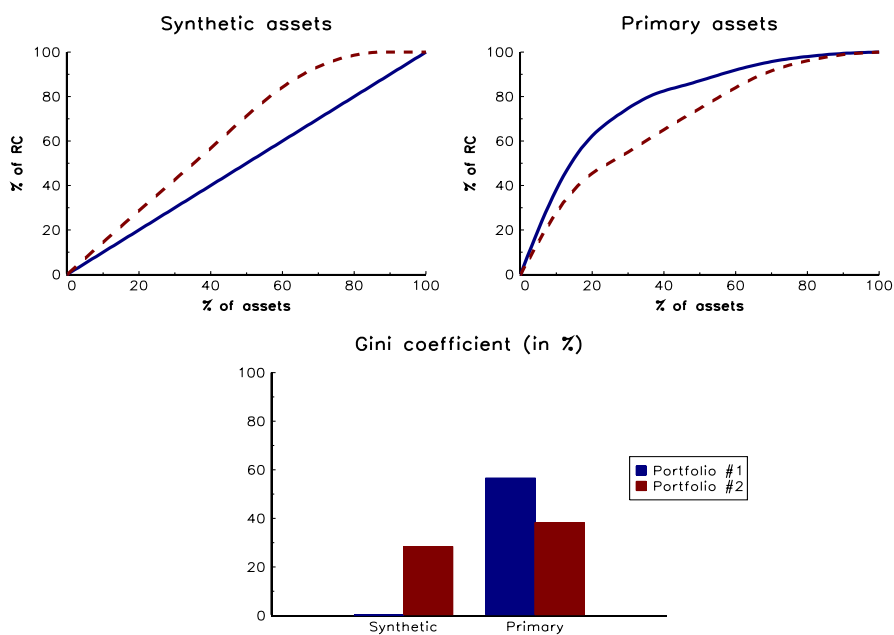 Synthetic assets
100
80
60
40
20
0
% of RC
0 20 40 60 80 100
% of assets
Primary assets
100
80
60
40
20
0
% of RC
0 20 40 60 80 100
% of assets
Gini coefficient (in %)
100
80
60
40
20
0
Synthetic Primary
Portfolio #1
Portfolio #2